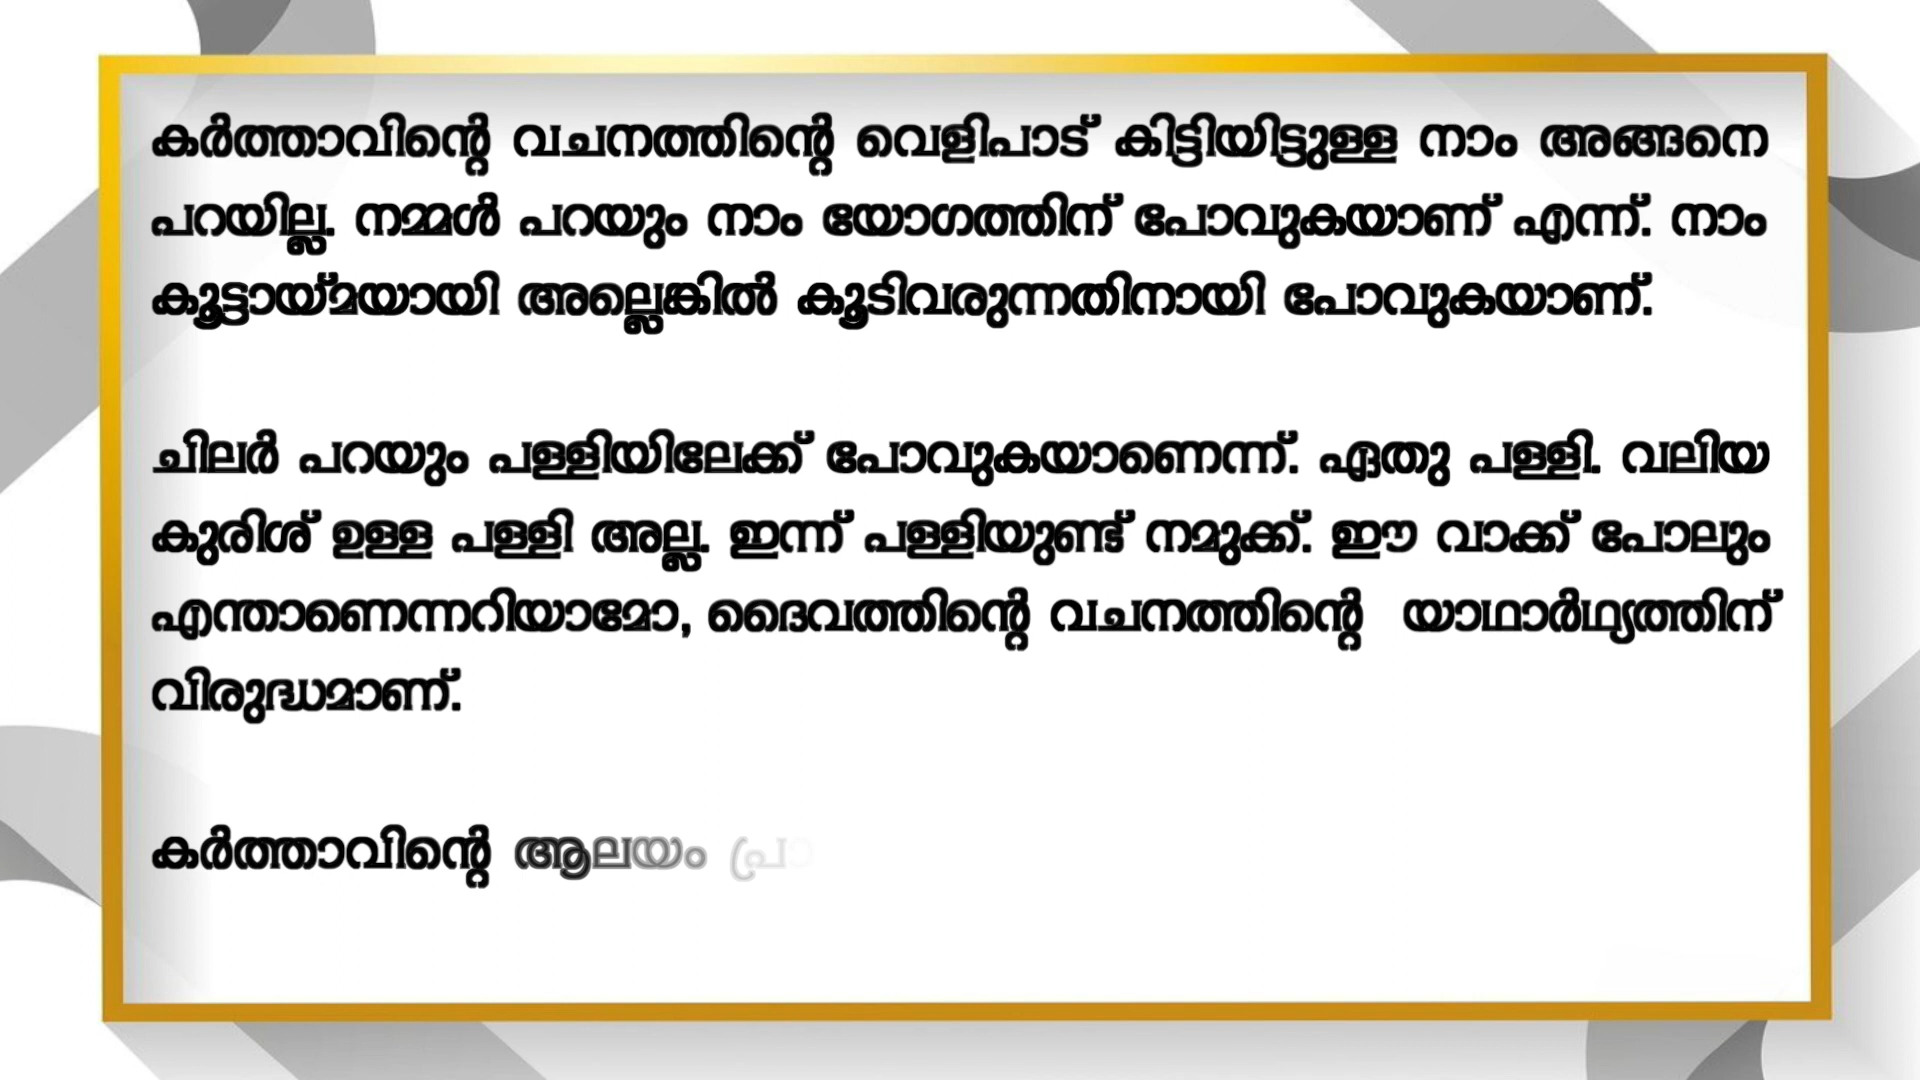 കർത്താവിന്റെ വചനത്തിന്റെ വെളിപാട് കിട്ടിയിട്ടുള്ള നാം അങ്ങനെ
പറയില്ല. നമ്മൾ പറയും നാം യോഗത്തിന് പോവുകയാണ് എന്ന്. നാം
കൂട്ടായ്മയായി അല്ലെങ്കിൽ കൂടിവരുന്നതിനായി പോവുകയാണ്.
ചിലർ പറയും പള്ളിയിലേക്ക് പോവുകയാണെന്ന്. ഏതു പള്ളി. വലിയ
കുരിശ് ഉള്ള പള്ളി അല്ല. ഇന്ന് പള്ളിയുണ്ട് നമുക്ക്. ഈ വാക്ക് പോലും
എന്താണെന്നറിയാമോ, ദൈവത്തിന്റെ വചനത്തിന്റെ യാഥാർഥ്യത്തിന്
വിരുദ്ധമാണ്.
കർത്താവിന്റെ ആലയം